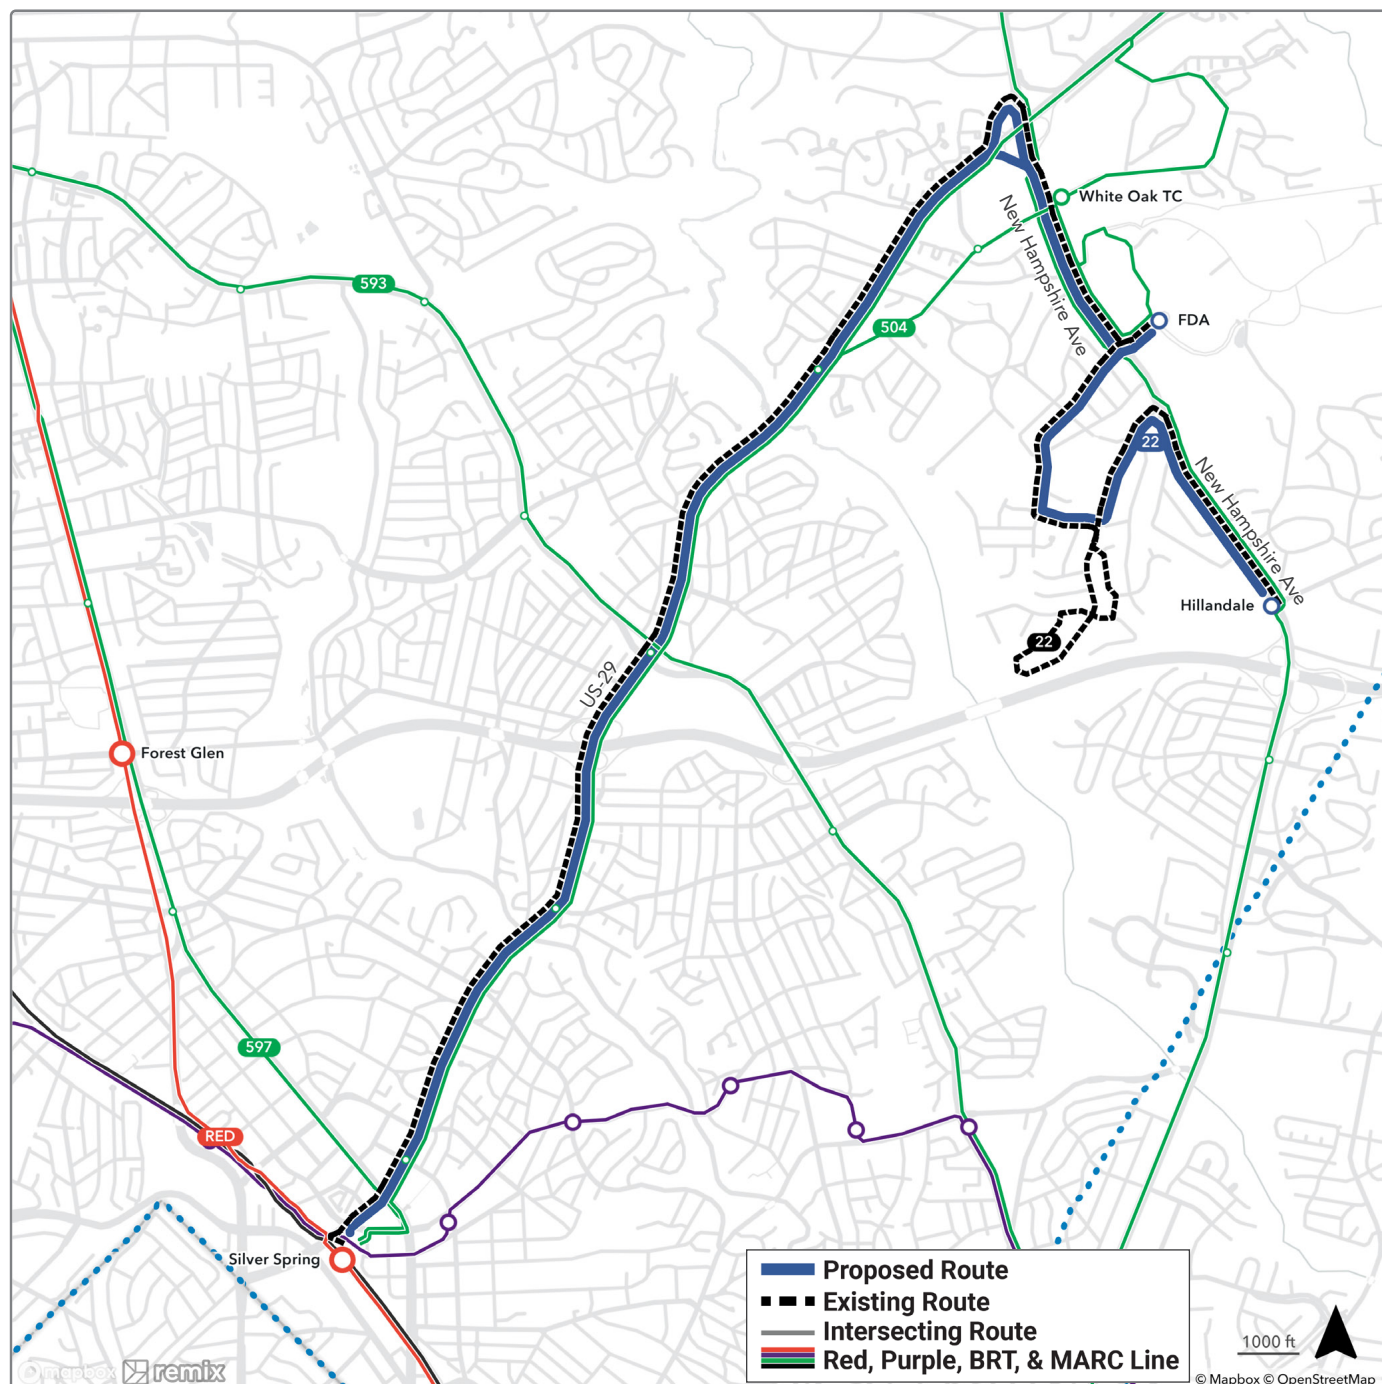 White Oak TC
New Hampshire Ave
593
FDA
504
22
New Hampshire Ave
Hillandale
22
US-29
Forest Glen
597
RED
Silver Spring
Proposed Route
Existing Route
Intersecting Route
Red, Purple, BRT, & MARC Line
1000 ft
mapbox remix
© Mapbox © OpenStreetMap